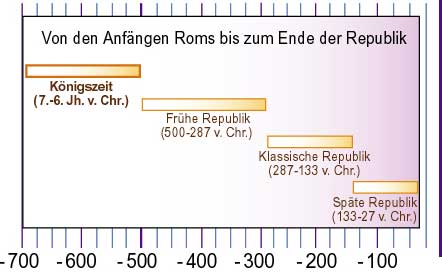 Von den Anfängen Roms bis zum Ende der Republik
Königszeit
(7.-6. Jh. v. Chr.)
Frühe Republik
(500-287 v. Chr.)
Klassische Republik
(287-133 v. Chr.)
Späte Republik
(133-27 v. Chr.)
-700 -600 -500 -400 -300 -200 -100